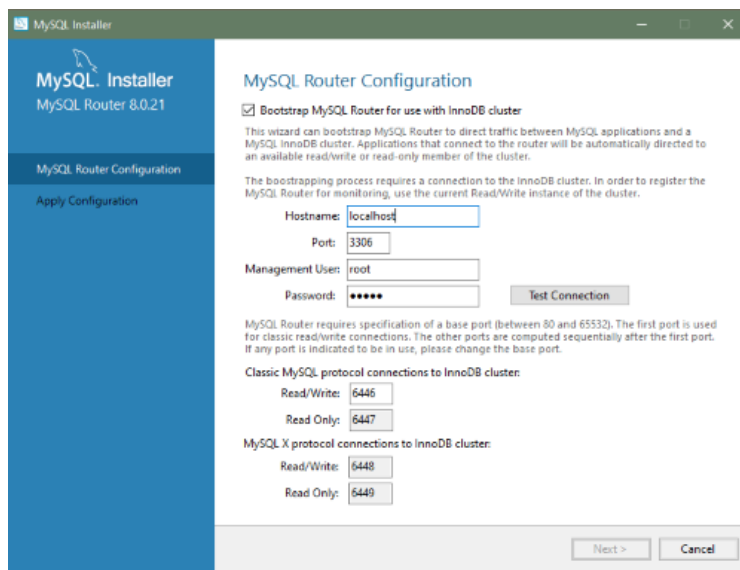 MySQL Installer
MySQL. Installer
MySQL Router 8.0.21
MySQL Router Configuration
Apply Configuration
MySQL Router Configuration
Bootstrap MySQL Router for use with InnoDB cluster
This wizard can bootstrap MySQL Router to direct traffic between MySQL applications and a
MySQL InnoDB cluster. Applications that connect to the router will be automatically directed to
an available read/write or read-only member of the cluster.
The boostrapping process requires a connection to the InnoDB cluster. In order to register the
MySQL Router for monitoring, use the current Read/Write instance of the cluster.
Hostname: localhost
Port: 3306
Management User: root
Password: •••••
Test Connection
MySQL Router requires specification of a base port (between 80 and 65532). The first port is used
for classic read/write connections. The other ports are computed sequentially after the first port.
If any port is indicated to be in use, please change the base port.
Classic MySQL protocol connections to InnoDB cluster:
Read/Write: 6446
Read Only: 6447
MySQL X protocol connections to InnoDB cluster:
Read/Write: 6448
Read Only: 6449
Next >
Cancel